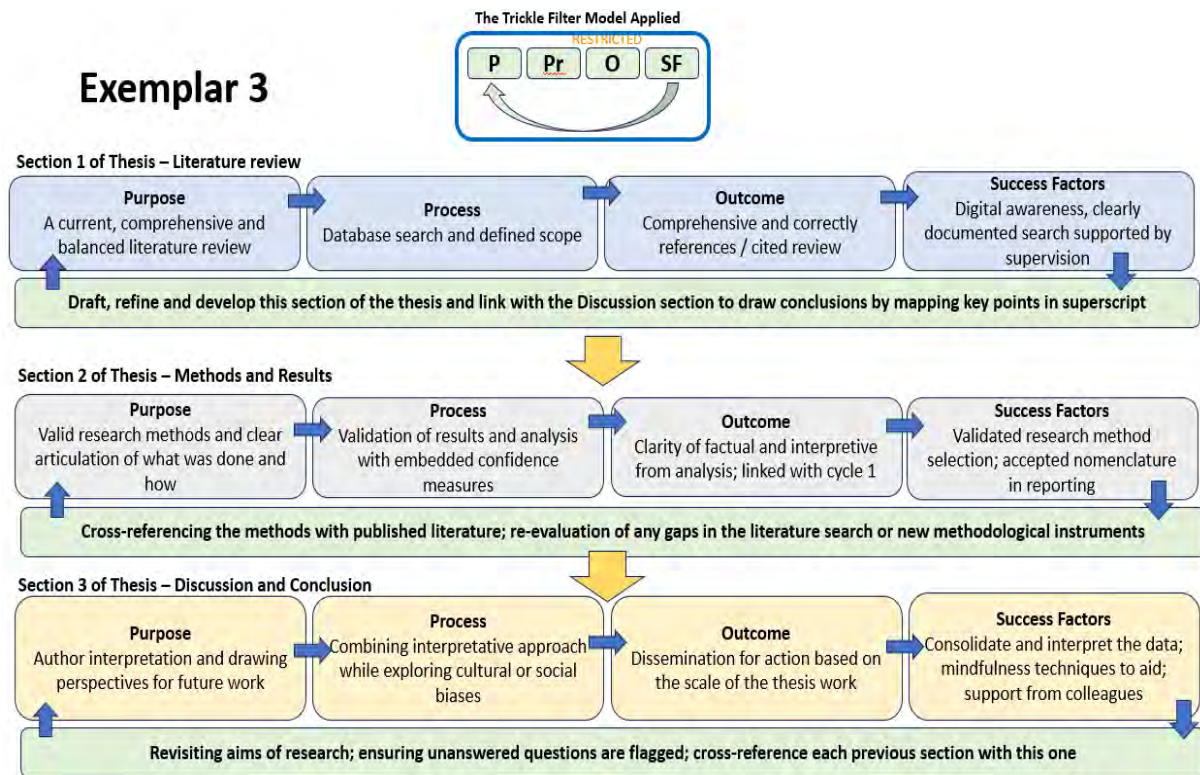 The Trickle Filter Model Applied
RESTRICTED
P Pr O SF
Exemplar 3
Section 1 of Thesis – Literature review
Purpose
A current, comprehensive and
balanced literature review
Process
Database search and defined scope
Outcome
Comprehensive and correctly
references / cited review
Success Factors
Digital awareness, clearly
documented search supported by
supervision
Draft, refine and develop this section of the thesis and link with the Discussion section to draw conclusions by mapping key points in superscript
Section 2 of Thesis – Methods and Results
Purpose
Valid research methods and clear
articulation of what was done and
how
Process
Validation of results and analysis
with embedded confidence
measures
Outcome
Clarity of factual and interpretive
from analysis; linked with cycle 1
Success Factors
Validated research method
selection; accepted nomenclature
in reporting
Cross-referencing the methods with published literature; re-evaluation of any gaps in the literature search or new methodological instruments
Section 3 of Thesis – Discussion and Conclusion
Purpose
Author interpretation and drawing
perspectives for future work
Process
Combining interpretative approach
while exploring cultural or social
biases
Outcome
Dissemination for action based on
the scale of the thesis work
Success Factors
Consolidate and interpret the data;
mindfulness techniques to aid;
support from colleagues
Revisiting aims of research; ensuring unanswered questions are flagged; cross-reference each previous section with this one